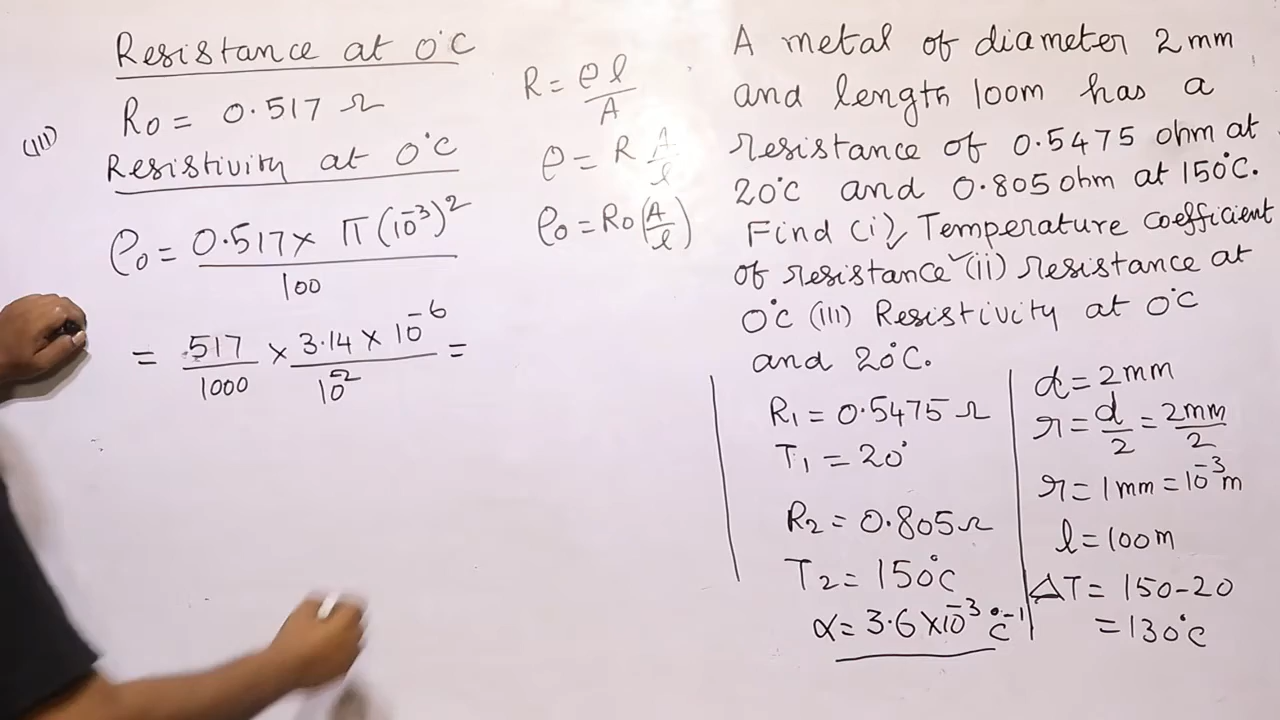 Resistance at 0°C
R0 = 0.517 Ω
(III)
Resistivity at 0°C
ρ0 = 0.517 × π(10^-3)^2 / 100
= .517/1000 × 3.14 × 10^-6 / 10^2 =
R = ρl/A
ρ = R A/l
ρ0 = R0(A/l)
A metal of diameter 2mm
and length 100m has a
resistance of 0.5475 ohm at
20°C and 0.805 ohm at 150°C.
Find (i) Temperature coefficient
of resistance (ii) resistance at
0°C (III) Resistivity at 0°C
and 20°C.
R1 = 0.5475 Ω
T1 = 20°
R2 = 0.805 Ω
T2 = 150°C
α = 3.6 × 10^-3 °C^-1
d = 2mm
r = d/2 = 2mm/2
r = 1mm = 10^-3 m
l = 100m
ΔT = 150-20
= 130°C